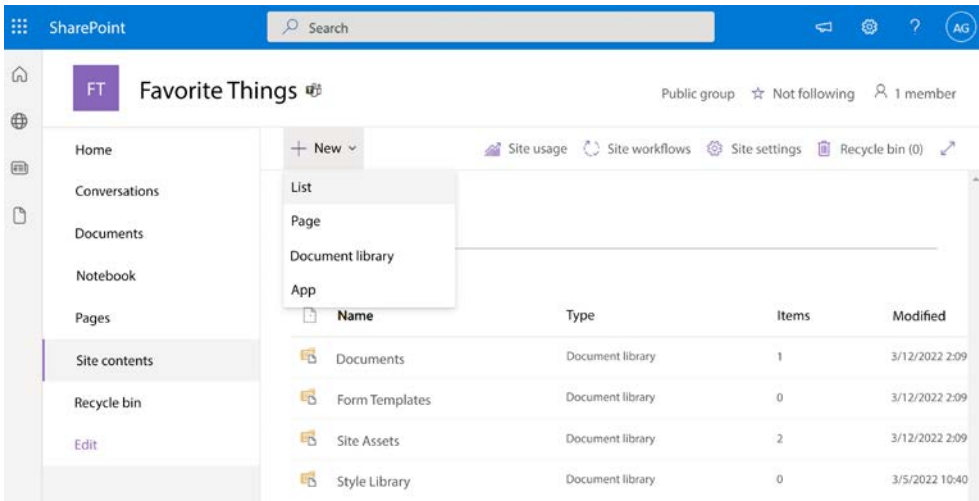 SharePoint Search AG
FT Favorite Things Public group Not following 1 member
Home
Conversations
Documents
Notebook
Pages
Site contents
Recycle bin
Edit
New Site usage Site workflows Site settings Recycle bin (0)
List
Page
Document library
App
Name Type Items Modified
Documents Document library 1 3/12/2022 2:09
Form Templates Document library 0 3/12/2022 2:09
Site Assets Document library 2 3/12/2022 2:09
Style Library Document library 0 3/5/2022 10:40